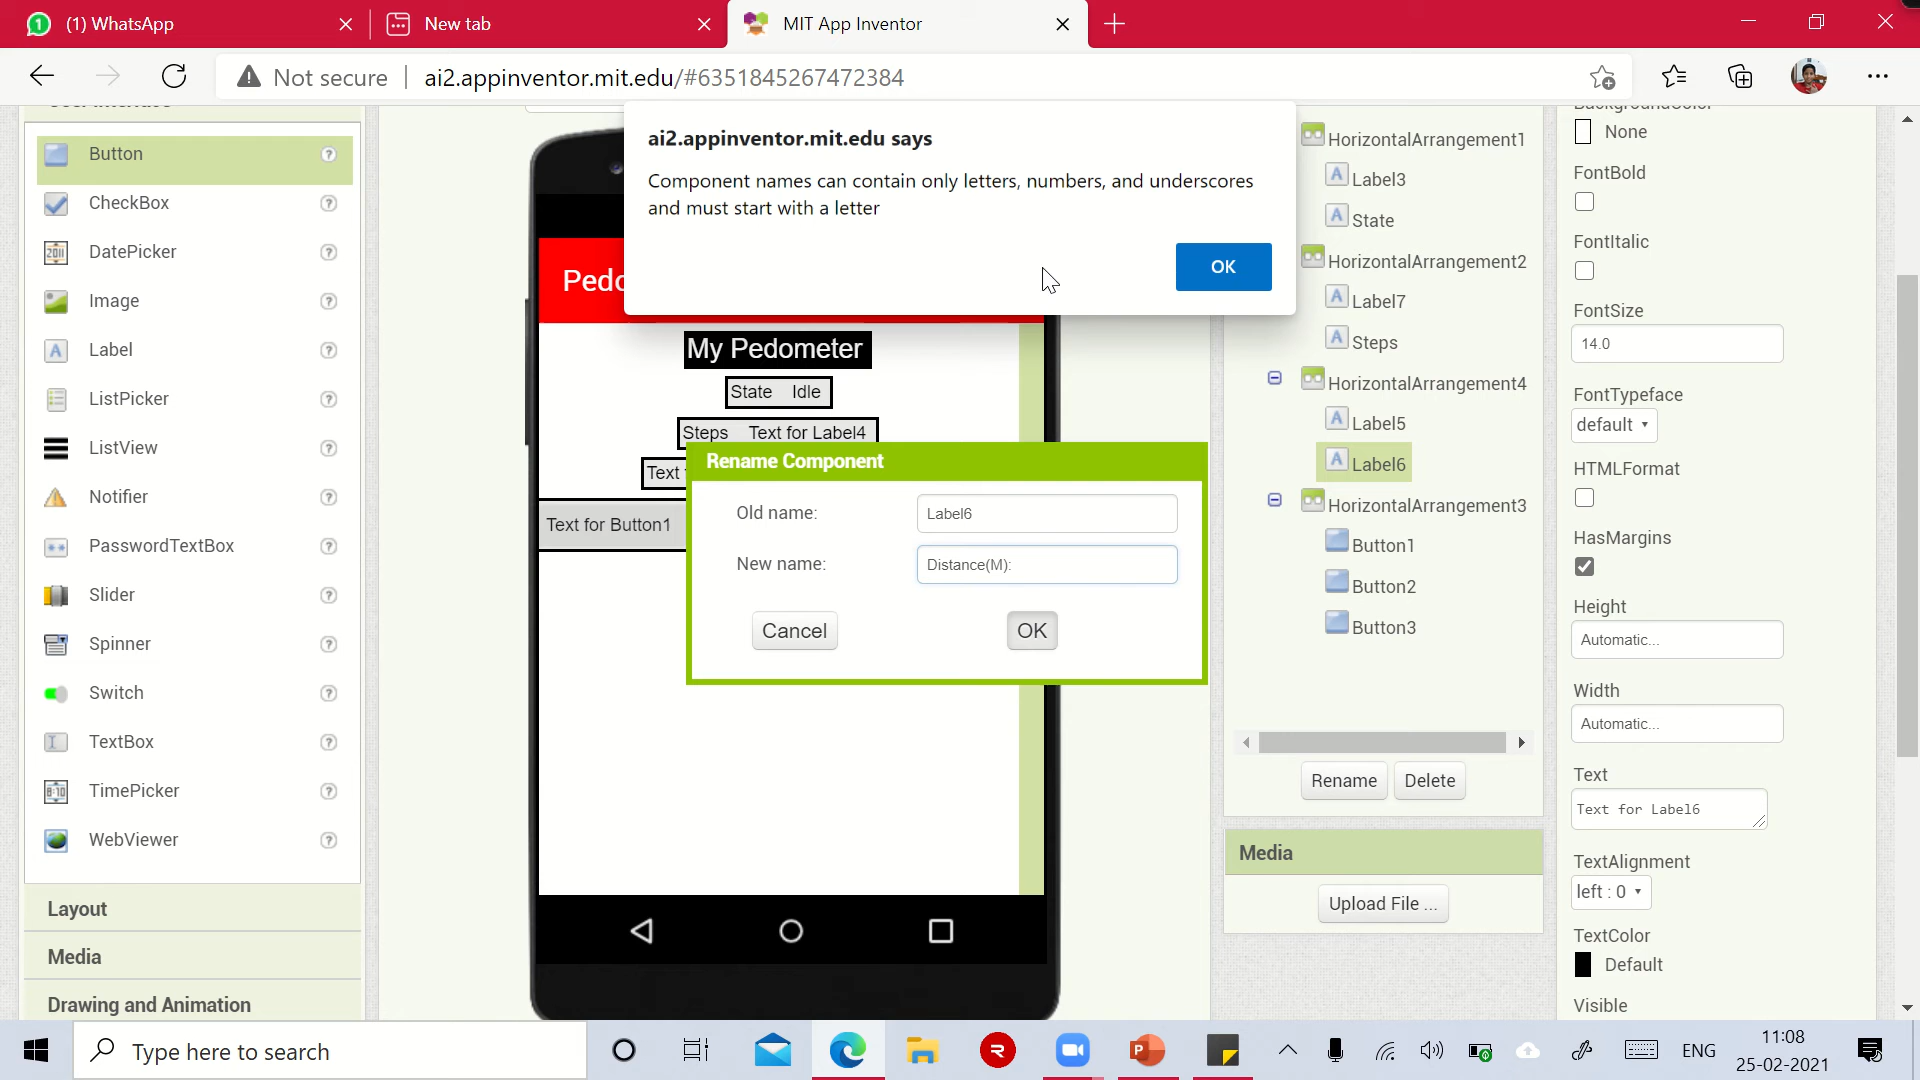 (1) WhatsApp
New tab
MIT App Inventor
Not secure
ai2.appinventor.mit.edu/#6351845267472384
User Interface
Button
CheckBox
DatePicker
Image
Label
ListPicker
ListView
Notifier
PasswordTextBox
Slider
Spinner
Switch
TextBox
TimePicker
WebViewer
Layout
Media
Drawing and Animation
ai2.appinventor.mit.edu says
Component names can contain only letters, numbers, and underscores
and must start with a letter
OK
Pedo
My Pedometer
State Idle
Steps Text for Label4
Text
Text for Button1
Rename Component
Old name:
Label6
New name:
Distance(M):
Cancel
OK
HorizontalArrangement1
Label3
State
HorizontalArrangement2
Label7
Steps
HorizontalArrangement4
Label5
Label6
HorizontalArrangement3
Button1
Button2
Button3
Rename
Delete
Media
Upload File ...
BackgroundColor
None
FontBold
FontItalic
FontSize
14.0
FontTypeface
default
HTMLFormat
HasMargins
Height
Automatic...
Width
Automatic...
Text
Text for Label6
TextAlignment
left : 0
TextColor
Default
Visible
Type here to search
ENG
11:08
25-02-2021